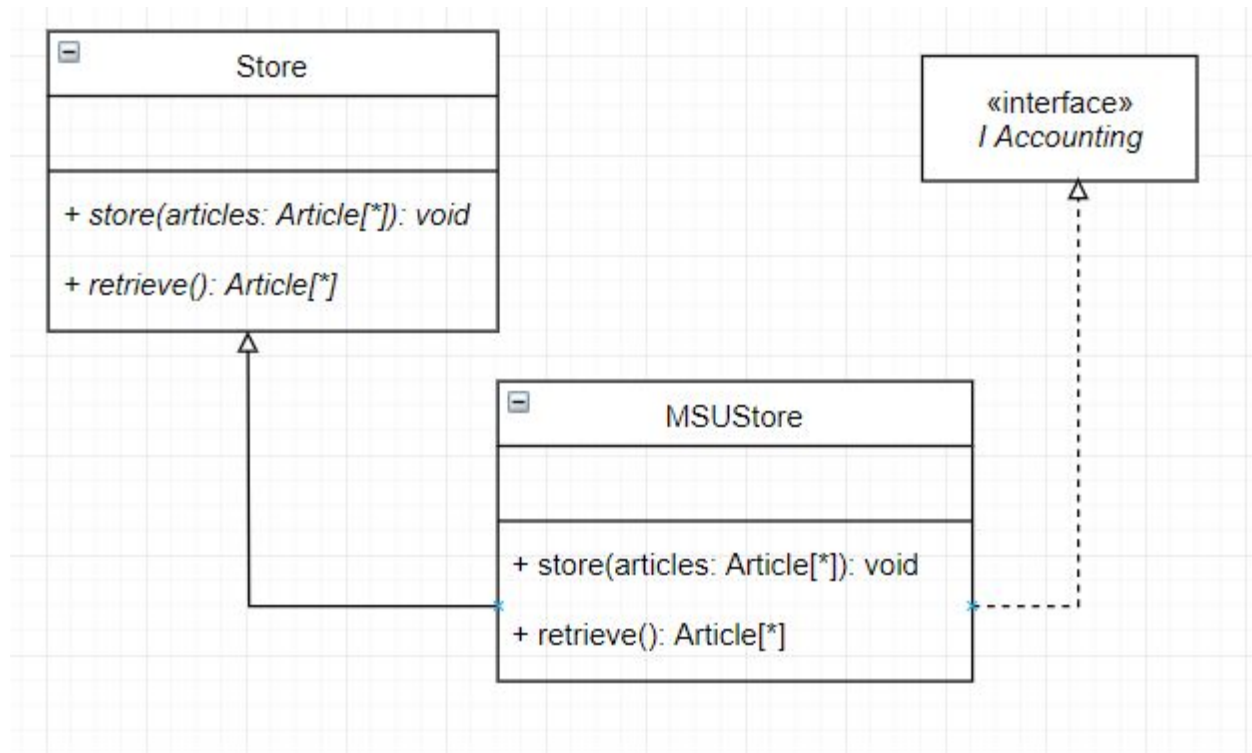 Store
+ store(articles: Article[*]): void
+ retrieve(): Article[*]
«interface»
I Accounting
MSUStore
+ store(articles: Article[*]): void
+ retrieve(): Article[*]